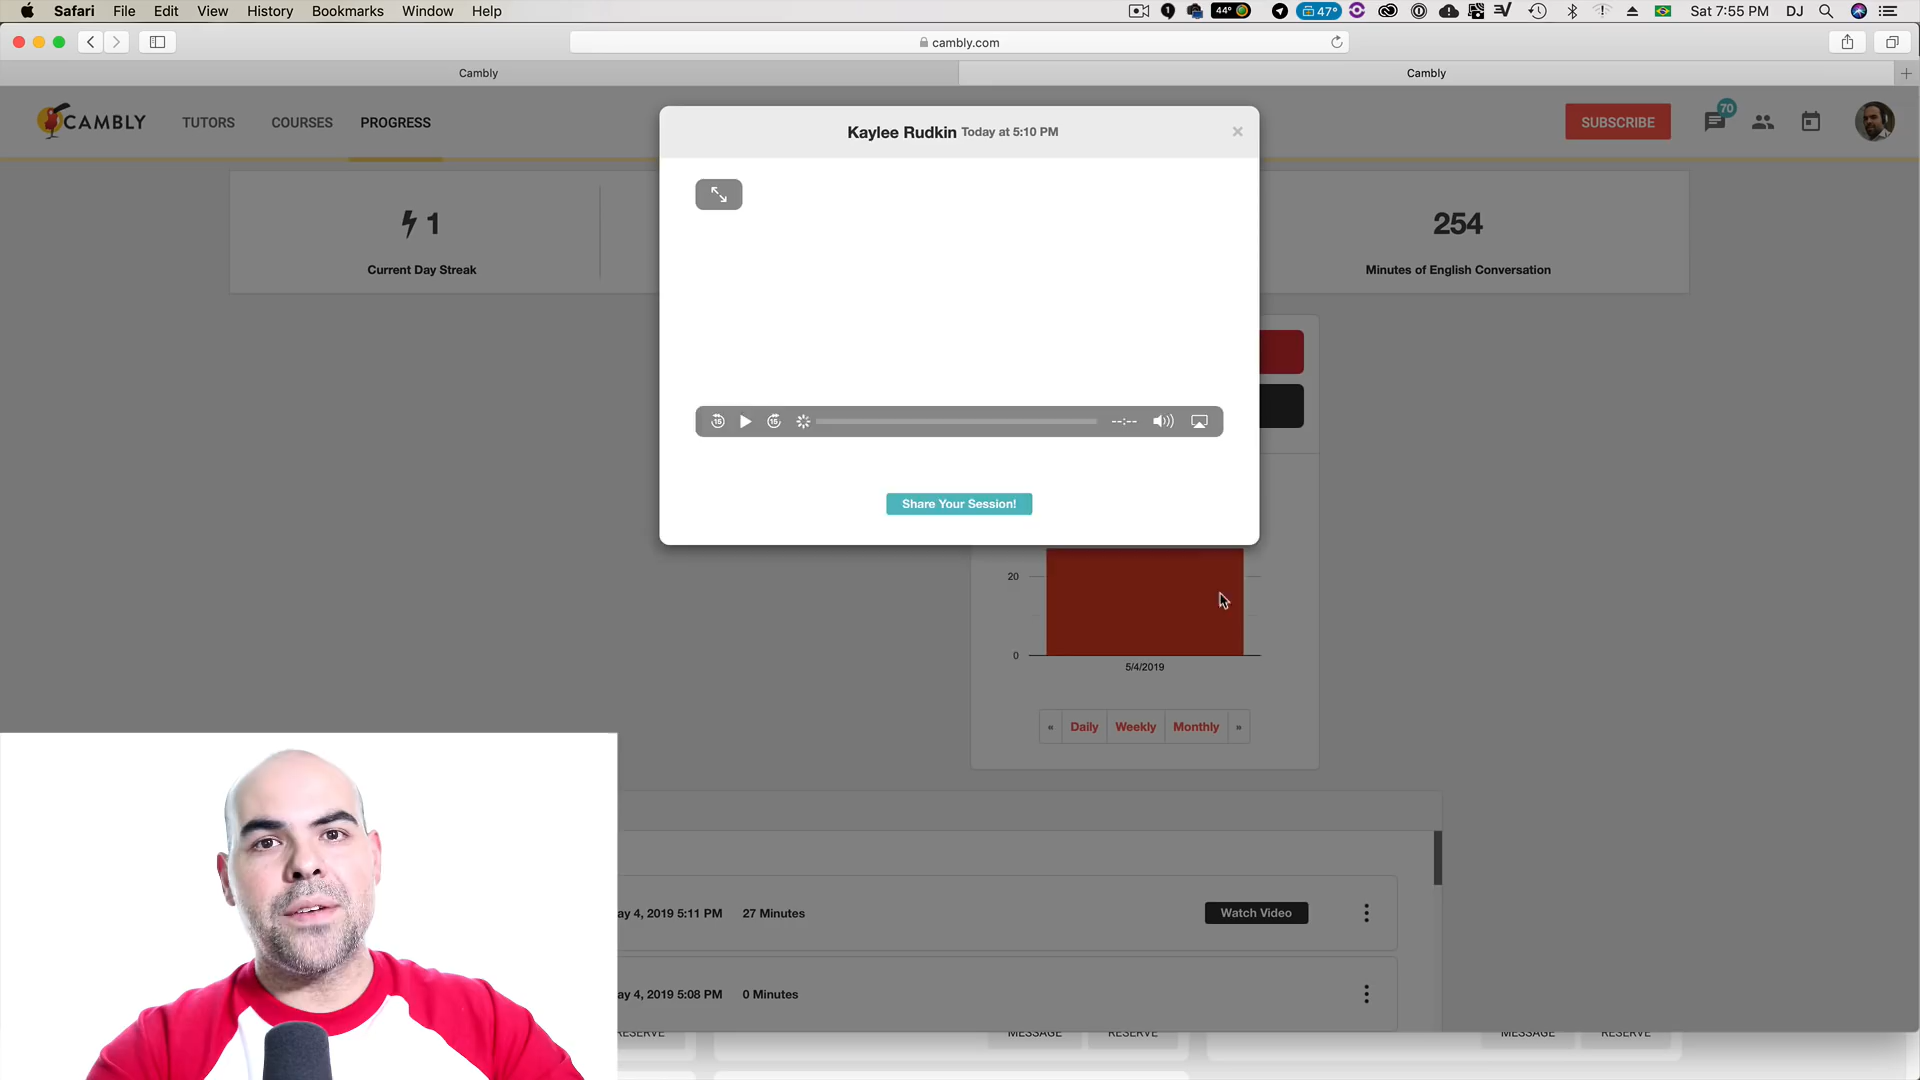 Safari File Edit View History Bookmarks Window Help 44° 47° Sat 7:55 PM DJ
cambly.com
Cambly Cambly
CAMBLY TUTORS COURSES PROGRESS SUBSCRIBE 70
Kaylee Rudkin Today at 5:10 PM ×
1 254
Current Day Streak Minutes of English Conversation
15 15 --:--
Share Your Session!
20
0
5/4/2019
« Daily Weekly Monthly »
ay 4, 2019 5:11 PM 27 Minutes Watch Video
ay 4, 2019 5:08 PM 0 Minutes
RESERVE MESSAGE RESERVE MESSAGE RESERVE